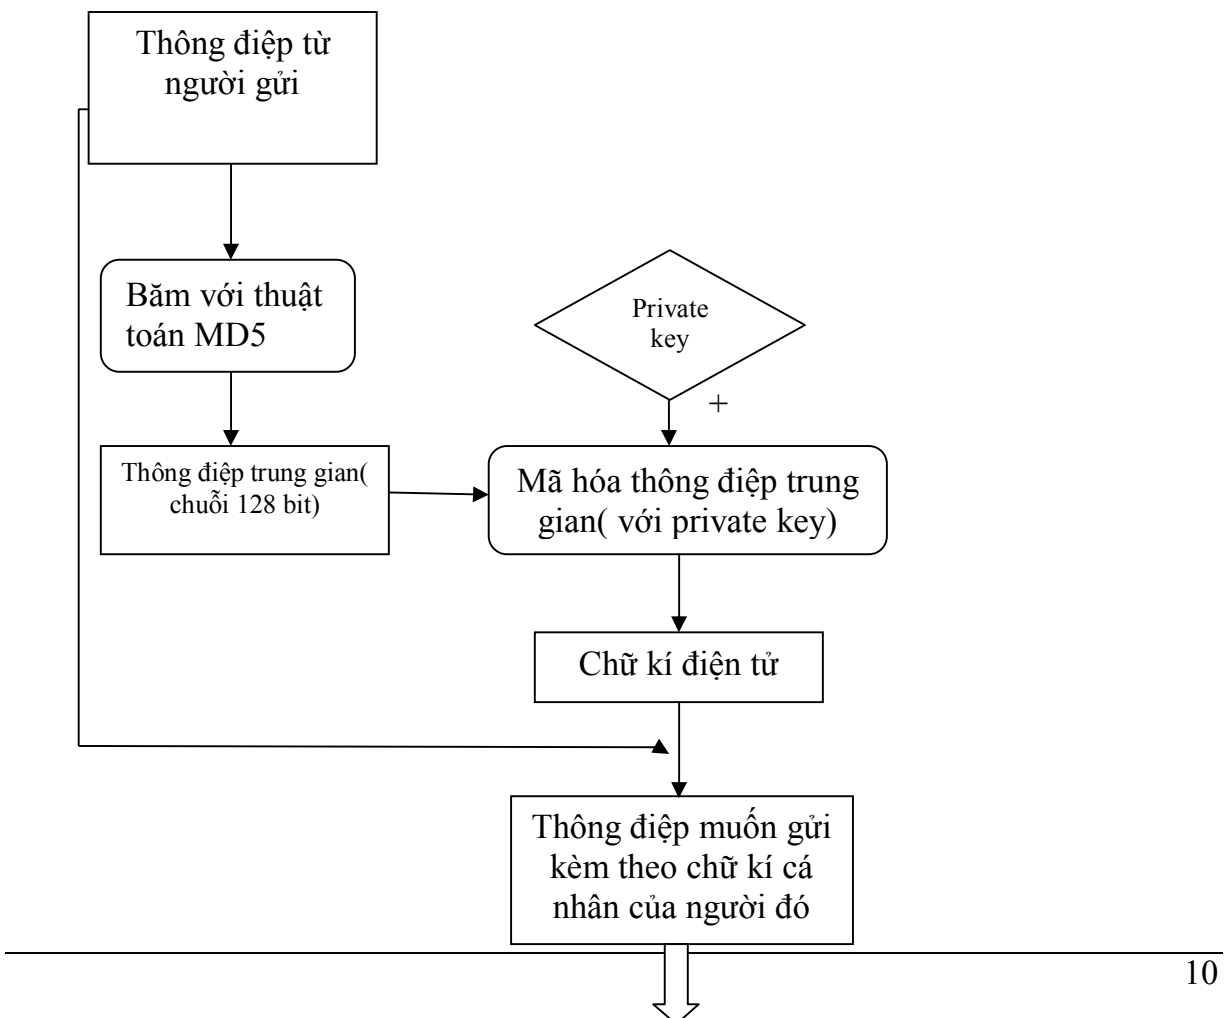 Thông điệp từ
người gửi
Băm với thuật
toán MD5
Private
key
+
Thông điệp trung gian(
chuỗi 128 bit)
Mã hóa thông điệp trung
gian( với private key)
Chữ kí điện tử
Thông điệp muốn gửi
kèm theo chữ kí cá
nhân của người đó
10